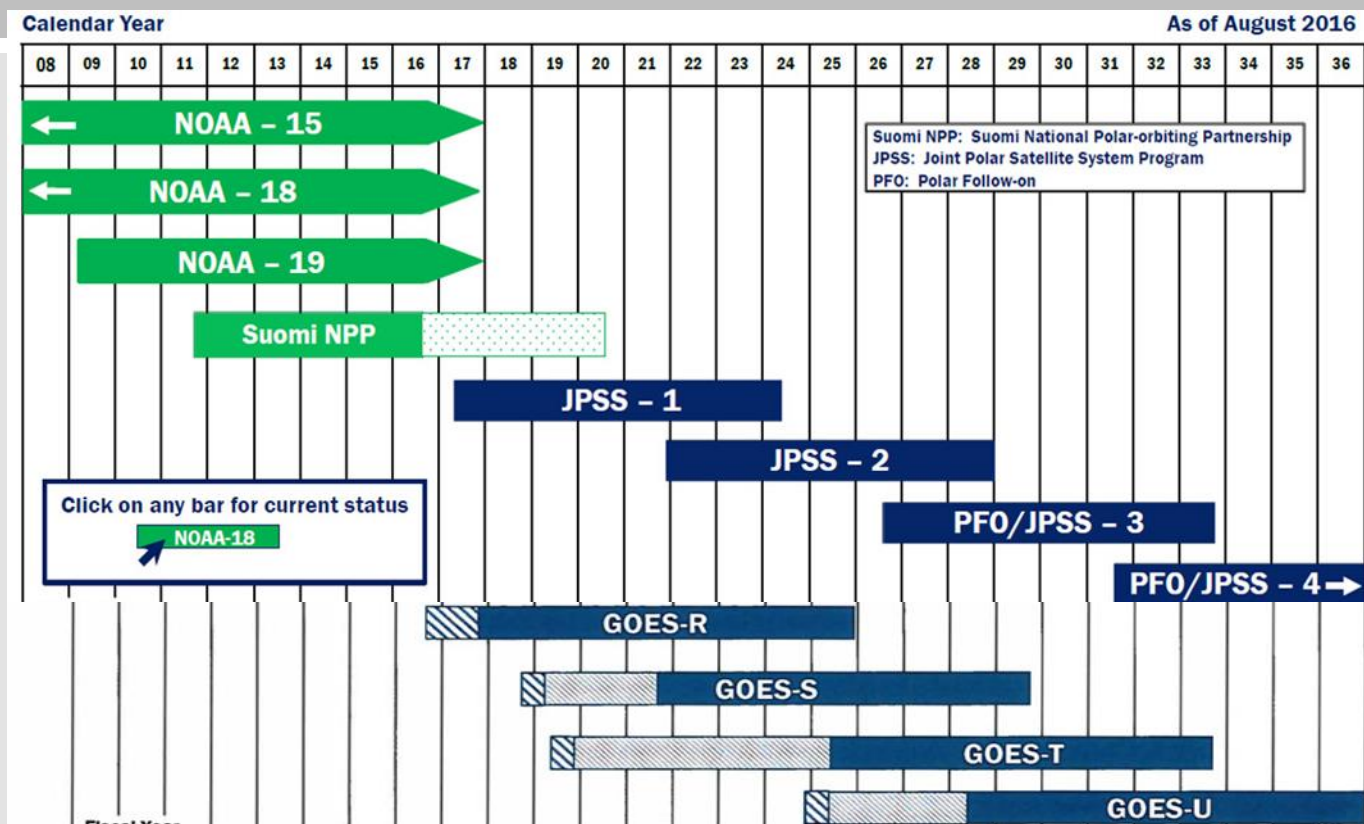 Calendar Year
As of August 2016
08 09 10 11 12 13 14 15 16 17 18 19 20 21 22 23 24 25 26 27 28 29 30 31 32 33 34 35 36
NOAA – 15
Suomi NPP: Suomi National Polar-orbiting Partnership
JPSS: Joint Polar Satellite System Program
PFO: Polar Follow-on
NOAA – 18
NOAA – 19
Suomi NPP
JPSS – 1
JPSS – 2
Click on any bar for current status
NOAA-18
PFO/JPSS – 3
PFO/JPSS – 4
GOES-R
GOES-S
GOES-T
GOES-U
Fiscal Year